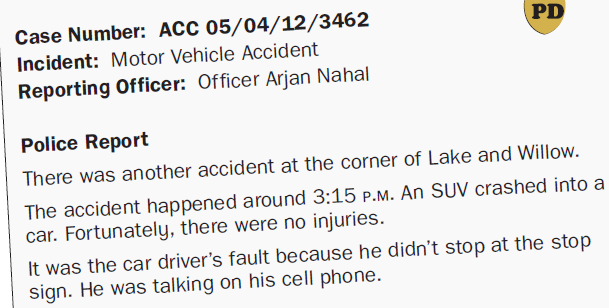 PD
Case Number: ACC 05/04/12/3462
Incident: Motor Vehicle Accident
Reporting Officer: Officer Arjan Nahal
Police Report
There was another accident at the corner of Lake and Willow.
The accident happened around 3:15 P.M. An SUV crashed into a
car. Fortunately, there were no injuries.
It was the car driver's fault because he didn't stop at the stop
sign. He was talking on his cell phone.